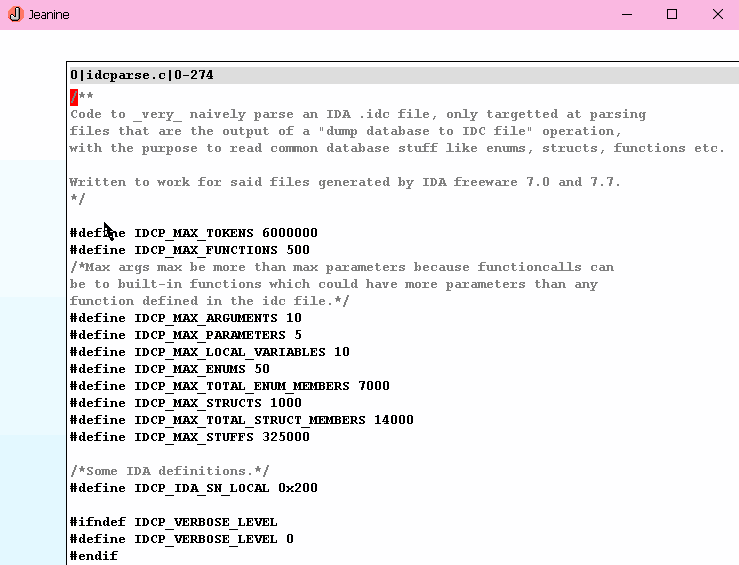 Jeanine
0|idcparse.c|0-274
/**
Code to _very_ naively parse an IDA .idc file, only targetted at parsing
files that are the output of a "dump database to IDC file" operation,
with the purpose to read common database stuff like enums, structs, functions etc.
Written to work for said files generated by IDA freeware 7.0 and 7.7.
*/
#define IDCP_MAX_TOKENS 6000000
#define IDCP_MAX_FUNCTIONS 500
/*Max args max be more than max parameters because functioncalls can
be to built-in functions which could have more parameters than any
function defined in the idc file.*/
#define IDCP_MAX_ARGUMENTS 10
#define IDCP_MAX_PARAMETERS 5
#define IDCP_MAX_LOCAL_VARIABLES 10
#define IDCP_MAX_ENUMS 50
#define IDCP_MAX_TOTAL_ENUM_MEMBERS 7000
#define IDCP_MAX_STRUCTS 1000
#define IDCP_MAX_TOTAL_STRUCT_MEMBERS 14000
#define IDCP_MAX_STUFFS 325000
/*Some IDA definitions.*/
#define IDCP_IDA_SN_LOCAL 0x200
#ifndef IDCP_VERBOSE_LEVEL
#define IDCP_VERBOSE_LEVEL 0
#endif